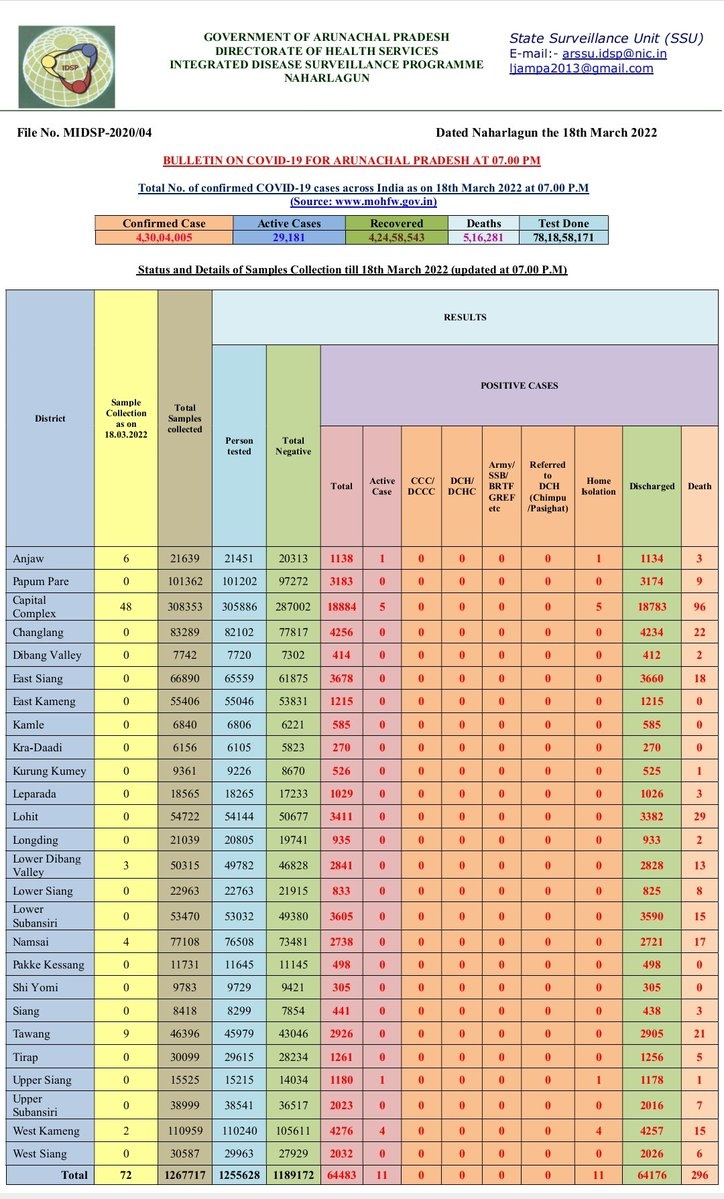 IDSP
GOVERNMENT OF ARUNACHAL PRADESH
DIRECTORATE OF HEALTH SERVICES
INTEGRATED DISEASE SURVEILLANCE PROGRAMME
NAHARLAGUN
State Surveillance Unit (SSU)
E-mail:- arssu.idsp@nic.in
ljampa2013@gmail.com
File No. MIDSP-2020/04 Dated Naharlagun the 18th March 2022
BULLETIN ON COVID-19 FOR ARUNACHAL PRADESH AT 07.00 PM
Total No. of confirmed COVID-19 cases across India as on 18th March 2022 at 07.00 P.M
(Source: www.mohfw.gov.in)
Confirmed Case Active Cases Recovered Deaths Test Done
4,30,04,005 29,181 4,24,58,543 5,16,281 78,18,58,171
Status and Details of Samples Collection till 18th March 2022 (updated at 07.00 P.M)
District
Sample
Collection
as on
18.03.2022
Total
Samples
collected
RESULTS
Person
tested
Total
Negative
POSITIVE CASES
Total
Active
Case
CCC/
DCCC
DCH/
DCHC
Army/
SSB/
BRTF
GREF
etc
Referred
to
DCH
(Chimpu
/Pasighat)
Home
Isolation
Discharged
Death
Anjaw 6 21639 21451 20313 1138 1 0 0 0 0 1 1134 3
Papum Pare 0 101362 101202 97272 3183 0 0 0 0 0 0 3174 9
Capital
Complex 48 308353 305886 287002 18884 5 0 0 0 0 5 18783 96
Changlang 0 83289 82102 77817 4256 0 0 0 0 0 0 4234 22
Dibang Valley 0 7742 7720 7302 414 0 0 0 0 0 0 412 2
East Siang 0 66890 65559 61875 3678 0 0 0 0 0 0 3660 18
East Kameng 0 55406 55046 53831 1215 0 0 0 0 0 0 1215 0
Kamle 0 6840 6806 6221 585 0 0 0 0 0 0 585 0
Kra-Daadi 0 6156 6105 5823 270 0 0 0 0 0 0 270 0
Kurung Kumey 0 9361 9226 8670 526 0 0 0 0 0 0 525 1
Leparada 0 18565 18265 17233 1029 0 0 0 0 0 0 1026 3
Lohit 0 54722 54144 50677 3411 0 0 0 0 0 0 3382 29
Longding 0 21039 20805 19741 935 0 0 0 0 0 0 933 2
Lower Dibang
Valley 3 50315 49782 46828 2841 0 0 0 0 0 0 2828 13
Lower Siang 0 22963 22763 21915 833 0 0 0 0 0 0 825 8
Lower
Subansiri 0 53470 53032 49380 3605 0 0 0 0 0 0 3590 15
Namsai 4 77108 76508 73481 2738 0 0 0 0 0 0 2721 17
Pakke Kessang 0 11731 11645 11145 498 0 0 0 0 0 0 498 0
Shi Yomi 0 9783 9729 9421 305 0 0 0 0 0 0 305 0
Siang 0 8418 8299 7854 441 0 0 0 0 0 0 438 3
Tawang 9 46396 45979 43046 2926 0 0 0 0 0 0 2905 21
Tirap 0 30099 29615 28234 1261 0 0 0 0 0 0 1256 5
Upper Siang 0 15525 15215 14034 1180 1 0 0 0 0 1 1178 1
Upper
Subansiri 0 38999 38541 36517 2023 0 0 0 0 0 0 2016 7
West Kameng 2 110959 110240 105611 4276 4 0 0 0 0 4 4257 15
West Siang 0 30587 29963 27929 2032 0 0 0 0 0 0 2026 6
Total 72 1267717 1255628 1189172 64483 11 0 0 0 0 11 64176 296